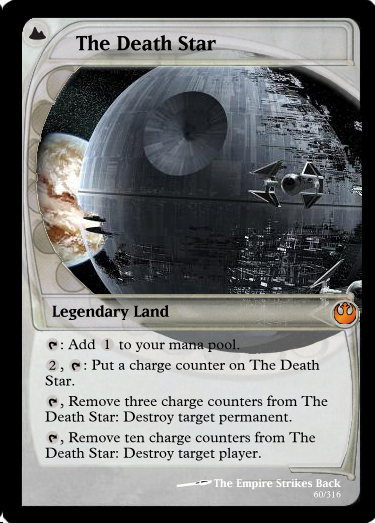 The Death Star
Legendary Land
: Add 1 to your mana pool.
2, : Put a charge counter on The Death
Star.
, Remove three charge counters from The
Death Star: Destroy target permanent.
, Remove ten charge counters from The
Death Star: Destroy target player.
The Empire Strikes Back
60/316